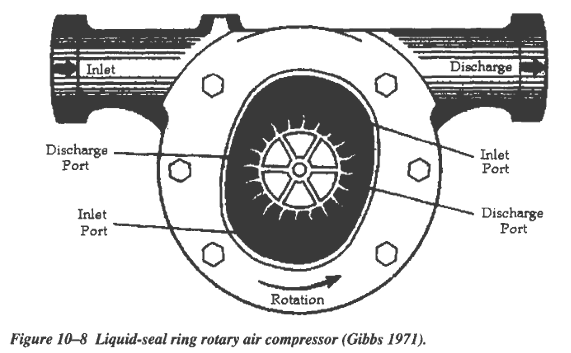 Inlet
Discharge
Discharge
Port
Inlet
Port
Inlet
Port
Discharge
Port
Rotation
Figure 10–8 Liquid-seal ring rotary air compressor (Gibbs 1971).